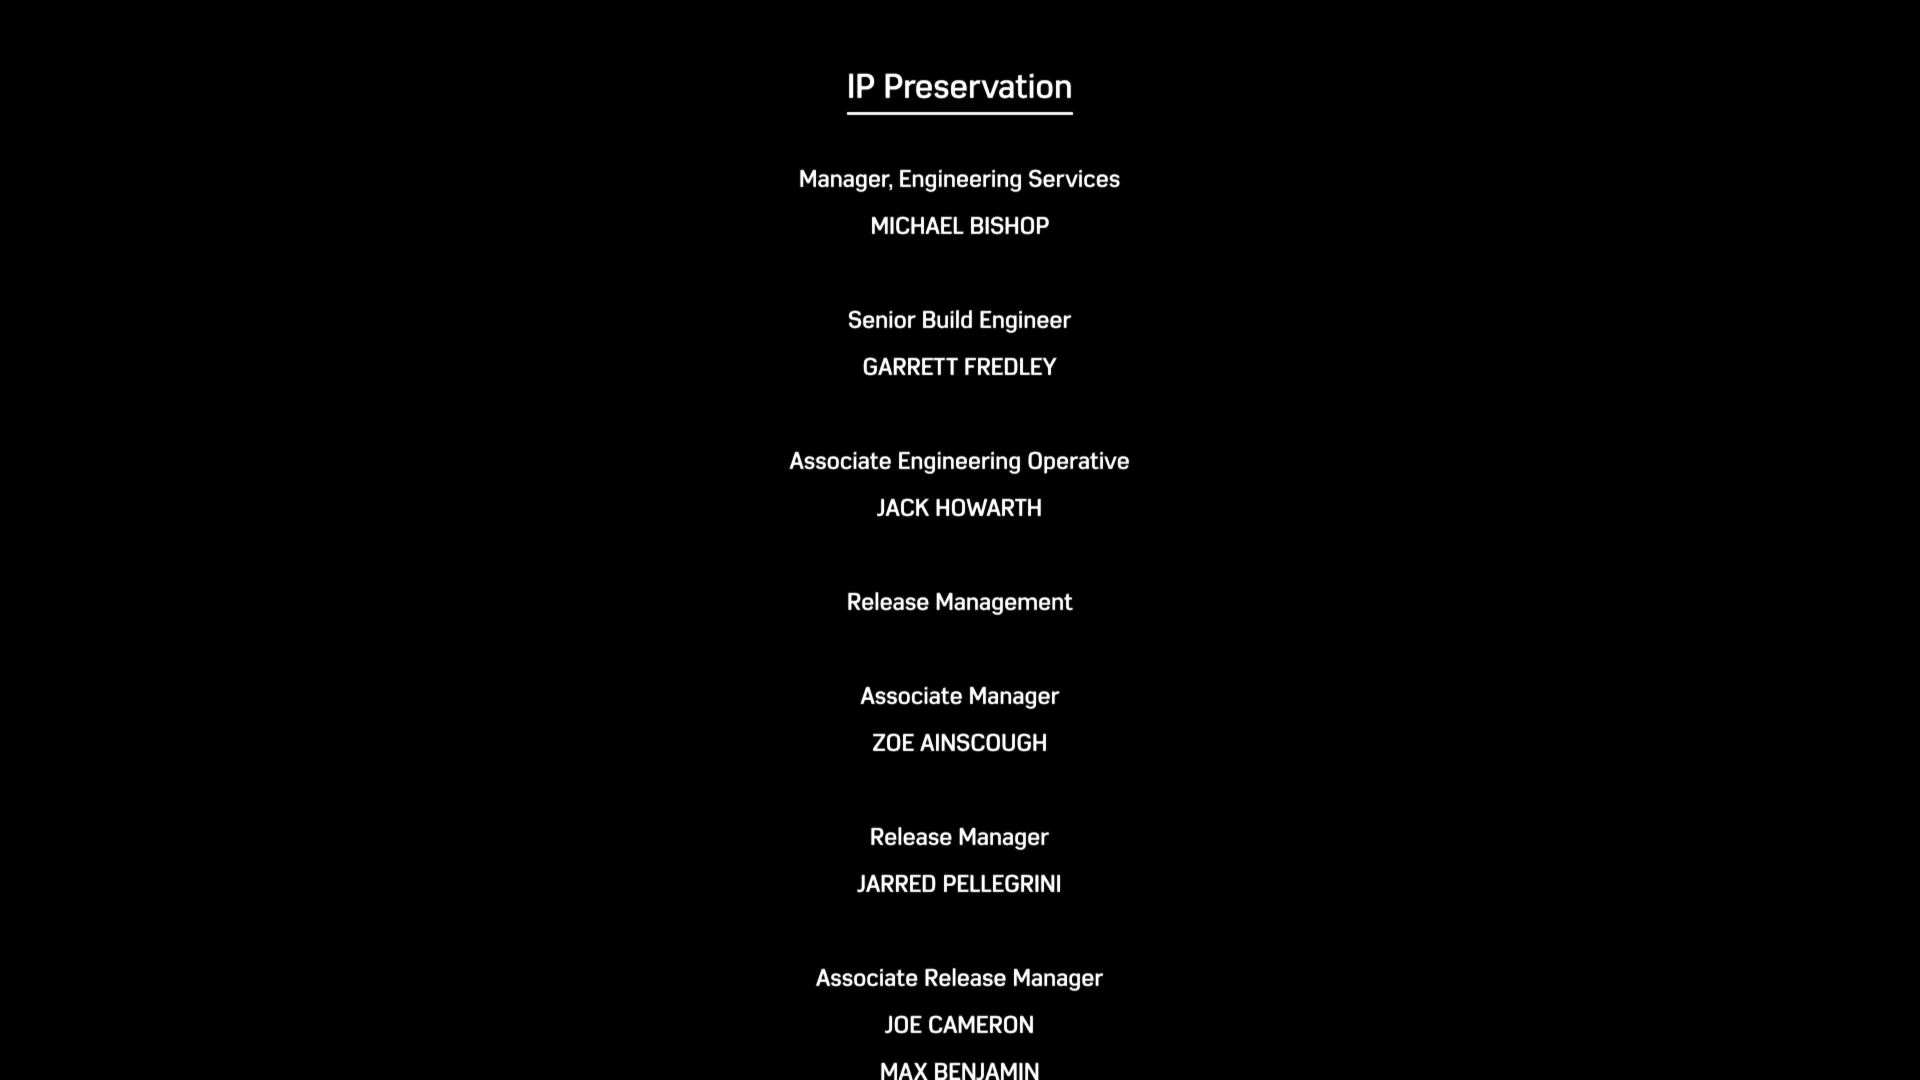 IP Preservation
Manager, Engineering Services
MICHAEL BISHOP
Senior Build Engineer
GARRETT FREDLEY
Associate Engineering Operative
JACK HOWARTH
Release Management
Associate Manager
ZOE AINSCOUGH
Release Manager
JARRED PELLEGRINI
Associate Release Manager
JOE CAMERON
MAX BENJAMIN